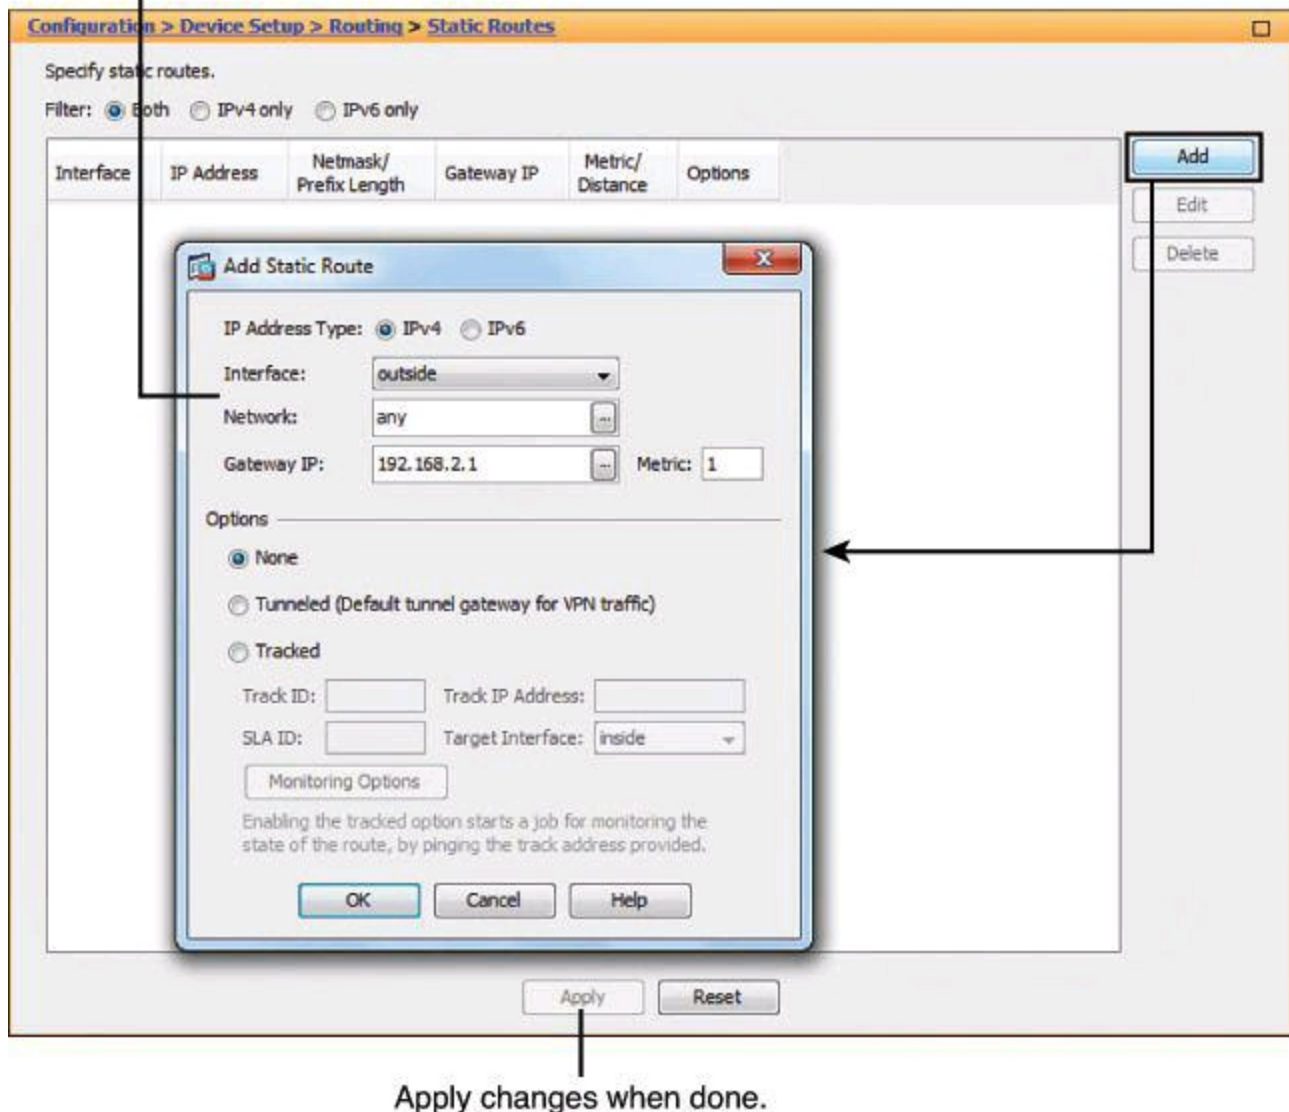 Configuration > Device Setup > Routing > Static Routes
Specify static routes.
Filter: Both IPv4 only IPv6 only
Interface IP Address Netmask/ Prefix Length Gateway IP Metric/ Distance Options
Add
Edit
Delete
Add Static Route
IP Address Type: IPv4 IPv6
Interface: outside
Network: any ...
Gateway IP: 192.168.2.1 ... Metric: 1
Options
None
Tunneled (Default tunnel gateway for VPN traffic)
Tracked
Track ID: Track IP Address:
SLA ID: Target Interface: inside
Monitoring Options
Enabling the tracked option starts a job for monitoring the
state of the route, by pinging the track address provided.
OK Cancel Help
Apply Reset
Apply changes when done.